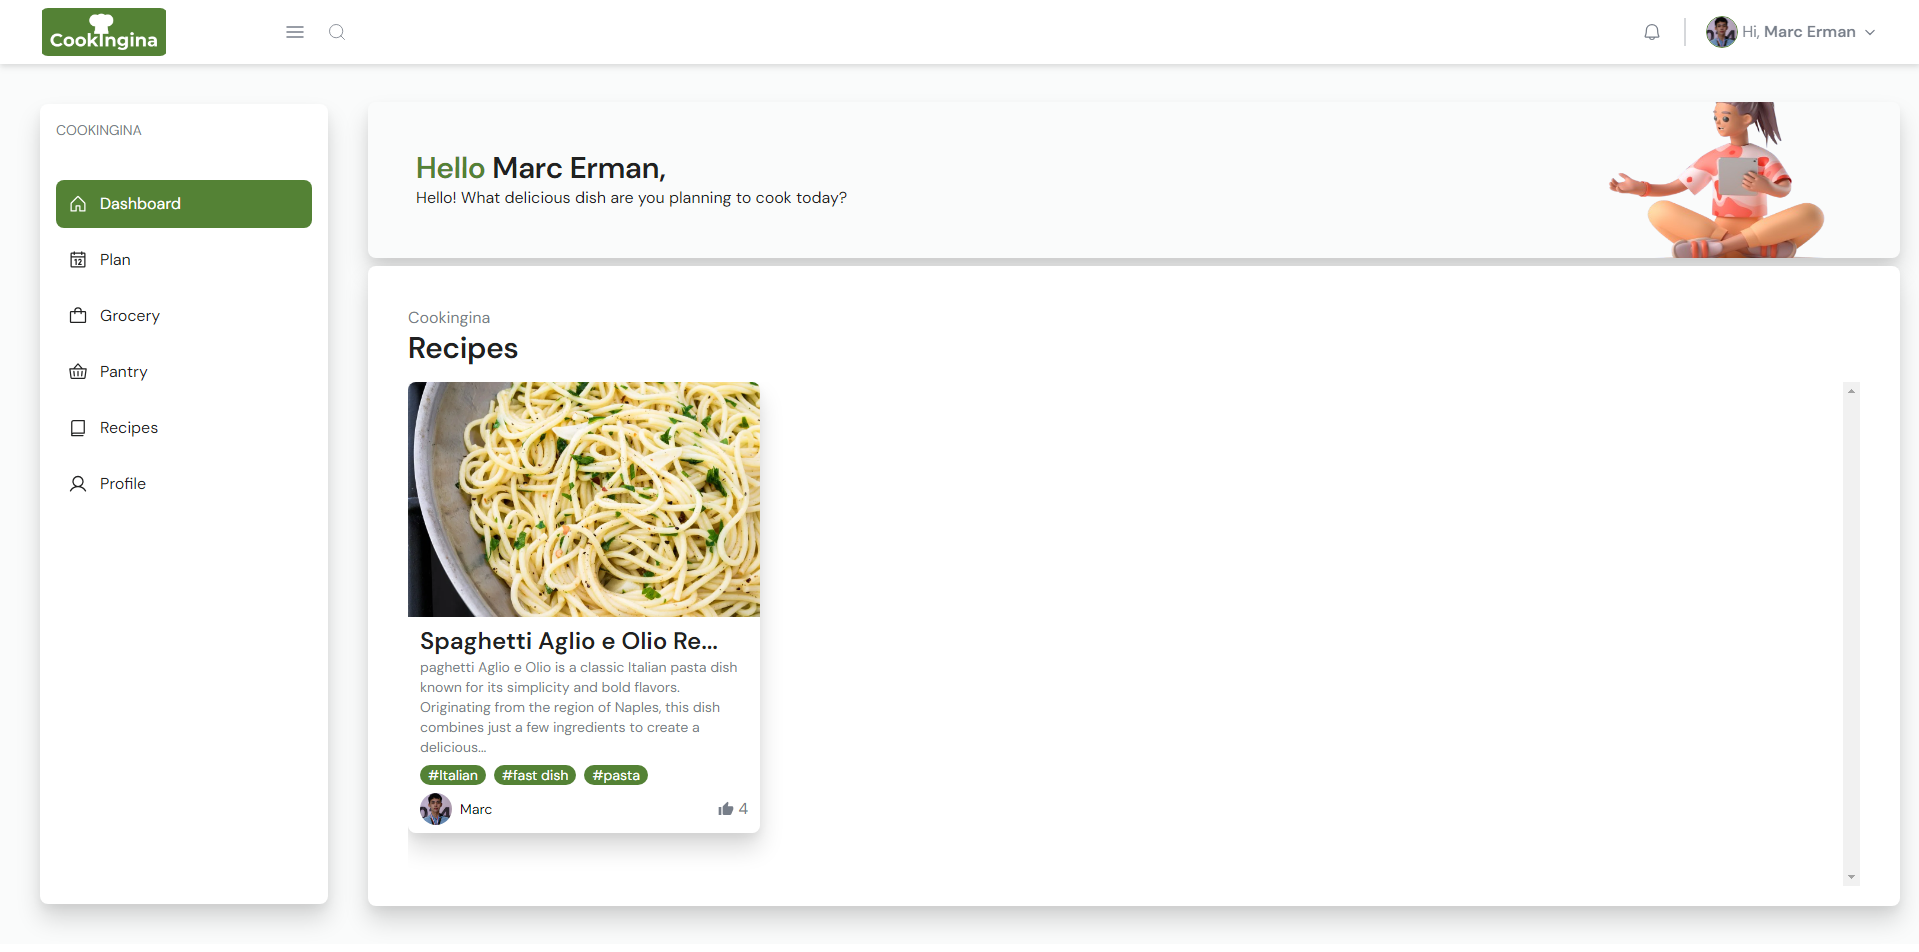 CookIngina
Hi, Marc Erman
COOKINGINA
Dashboard
12
Plan
Grocery
Pantry
Recipes
Profile
Hello Marc Erman,
Hello! What delicious dish are you planning to cook today?
Cookingina
Recipes
Spaghetti Aglio e Olio Re...
paghetti Aglio e Olio is a classic Italian pasta dish
known for its simplicity and bold flavors.
Originating from the region of Naples, this dish
combines just a few ingredients to create a
delicious...
#Italian #fast dish #pasta
Marc 4